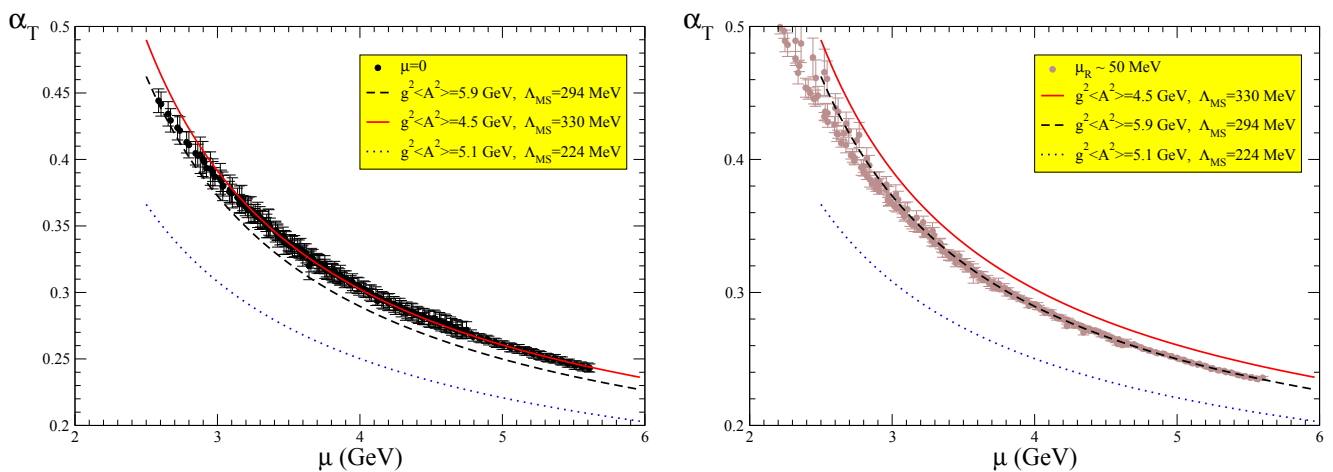 α_T
0.5
0.45
0.4
0.35
0.3
0.25
0.2
μ=0
g²<A²>=5.9 GeV, Λ_MS=294 MeV
g²<A²>=4.5 GeV, Λ_MS=330 MeV
g²<A²>=5.1 GeV, Λ_MS=224 MeV
2 3 4 5 6
μ (GeV)
α_T
0.5
0.4
0.3
0.2
μ_R ~ 50 MeV
g²<A²>=4.5 GeV, Λ_MS=330 MeV
g²<A²>=5.9 GeV, Λ_MS=294 MeV
g²<A²>=5.1 GeV, Λ_MS=224 MeV
2 3 4 5 6
μ (GeV)